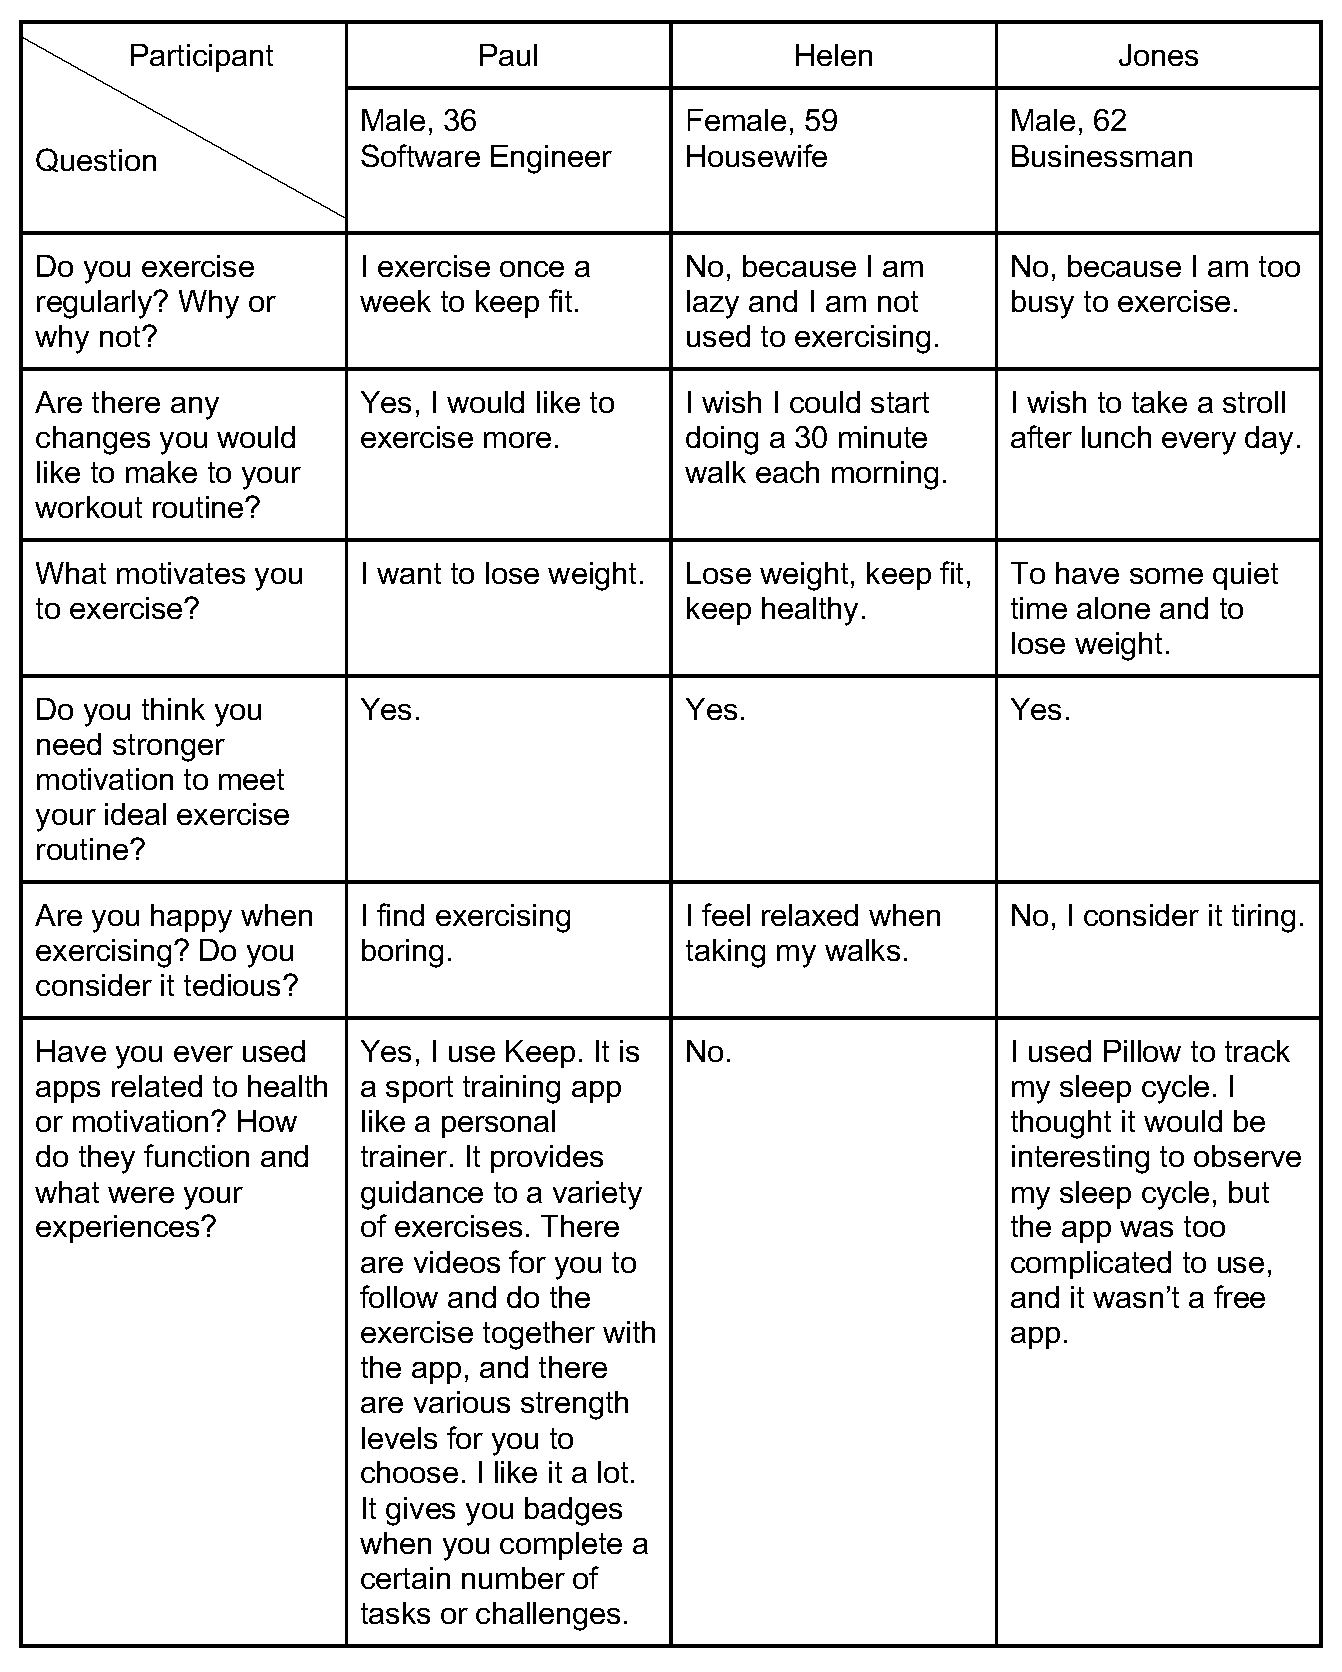 Participant
Question
Paul
Helen
Jones
Male, 36
Software Engineer
Female, 59
Housewife
Male, 62
Businessman
Do you exercise
regularly? Why or
why not?
I exercise once a
week to keep fit.
No, because I am
lazy and I am not
used to exercising.
No, because I am too
busy to exercise.
Are there any
changes you would
like to make to your
workout routine?
Yes, I would like to
exercise more.
I wish I could start
doing a 30 minute
walk each morning.
I wish to take a stroll
after lunch every day.
What motivates you
to exercise?
I want to lose weight.
Lose weight, keep fit,
keep healthy.
To have some quiet
time alone and to
lose weight.
Do you think you
need stronger
motivation to meet
your ideal exercise
routine?
Yes.
Yes.
Yes.
Are you happy when
exercising? Do you
consider it tedious?
I find exercising
boring.
I feel relaxed when
taking my walks.
No, I consider it tiring.
Have you ever used
apps related to health
or motivation? How
do they function and
what were your
experiences?
Yes, I use Keep. It is
a sport training app
like a personal
trainer. It provides
guidance to a variety
of exercises. There
are videos for you to
follow and do the
exercise together with
the app, and there
are various strength
levels for you to
choose. I like it a lot.
It gives you badges
when you complete a
certain number of
tasks or challenges.
No.
I used Pillow to track
my sleep cycle. I
thought it would be
interesting to observe
my sleep cycle, but
the app was too
complicated to use,
and it wasn’t a free
app.